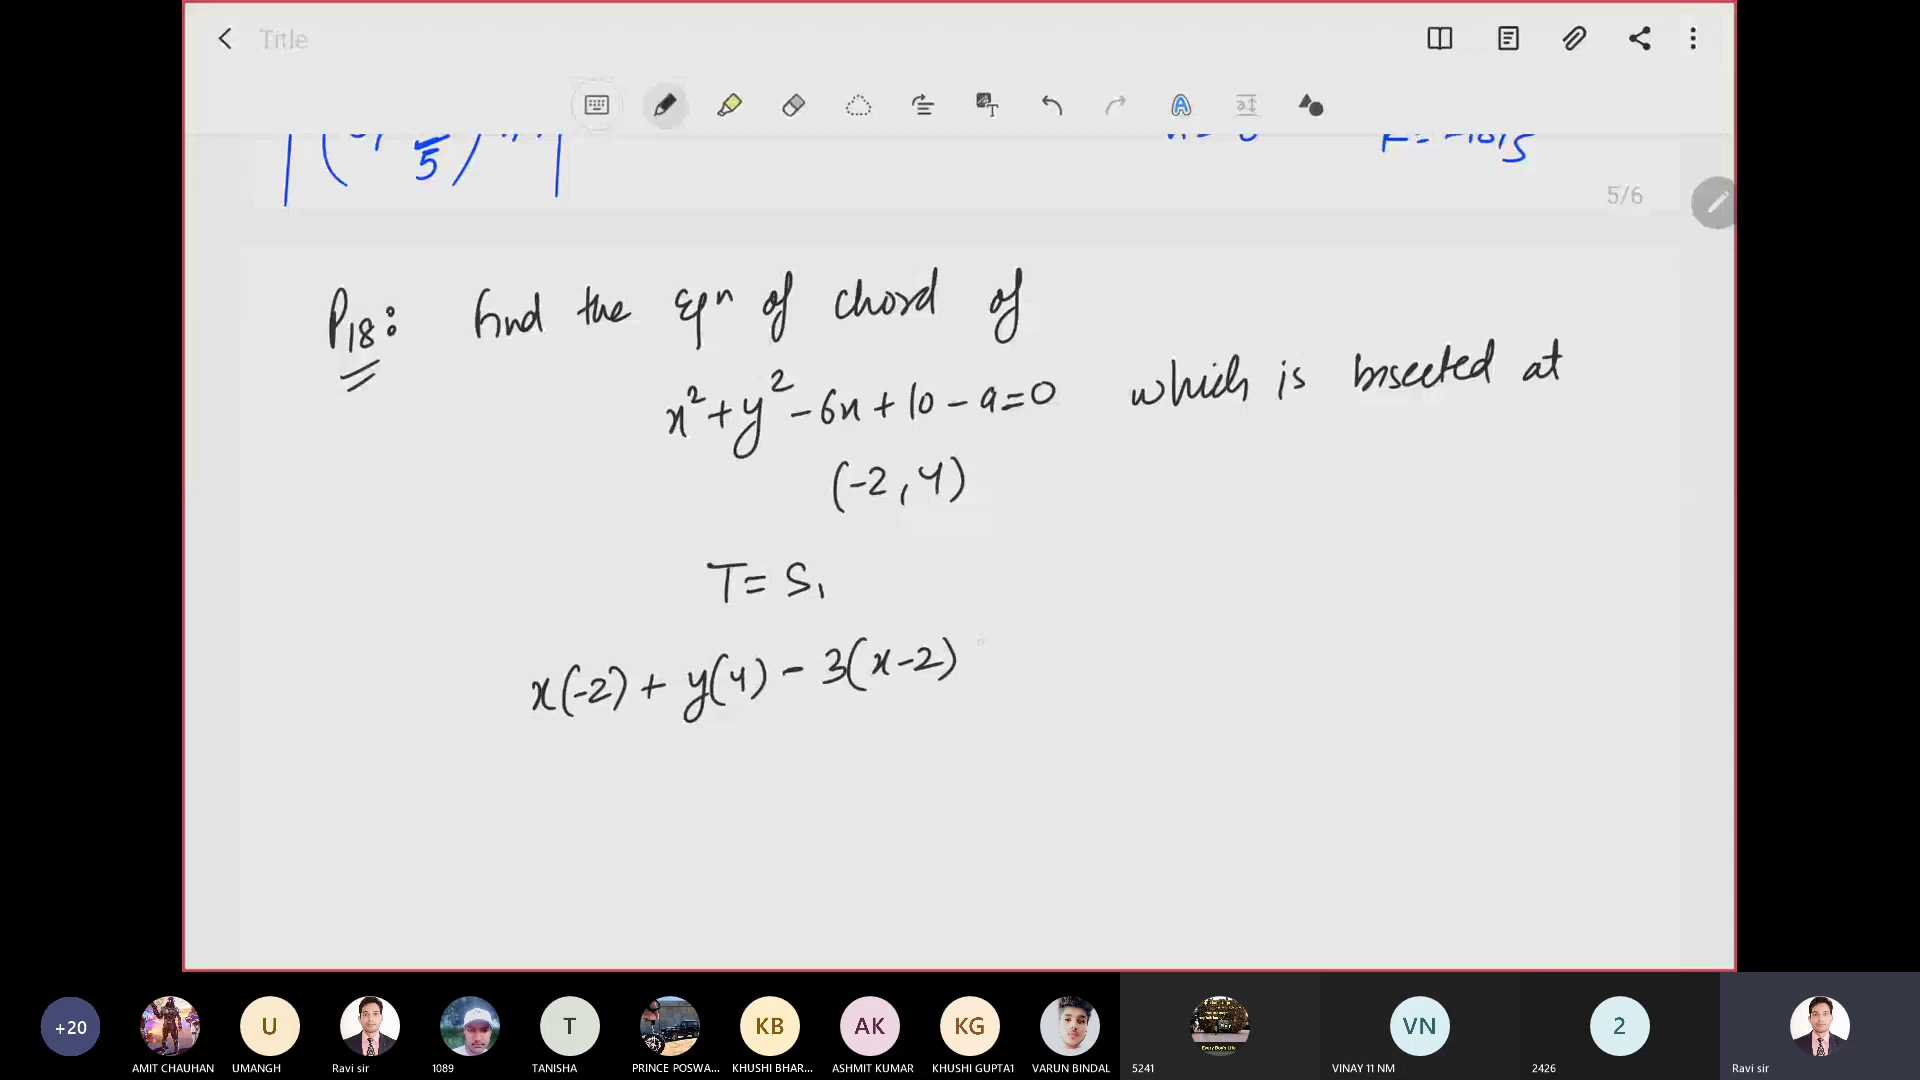 Title
5
5/6
P18: find the Eqn of chord of
x²+y²-6x+10-9=0 which is bisected at
(-2,4)
T= S₁
x(-2)+ y(4) - 3(x-2)
+20 U T KB AK KG VN 2
AMIT CHAUHAN UMANGH Ravi sir 1089 TANISHA PRINCE POSWA... KHUSHI BHAR... ASHMIT KUMAR KHUSHI GUPTA1 VARUN BINDAL 5241 VINAY 11 NM 2426 Ravi sir